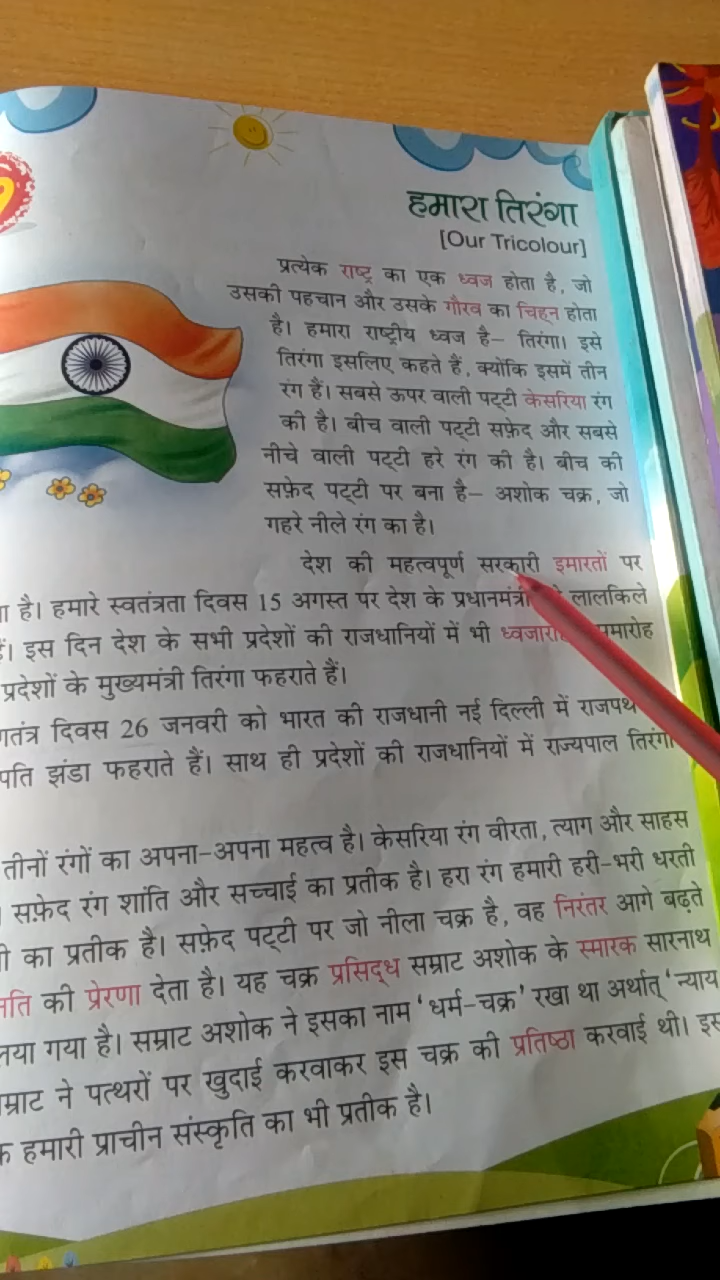 हमारा तिरंगा
[Our Tricolour]
प्रत्येक राष्ट्र का एक ध्वज होता है, जो
उसकी पहचान और उसके गौरव का चिह्न होता
है। हमारा राष्ट्रीय ध्वज है– तिरंगा। इसे
तिरंगा इसलिए कहते हैं, क्योंकि इसमें तीन
रंग हैं। सबसे ऊपर वाली पट्टी केसरिया रंग
की है। बीच वाली पट्टी सफ़ेद और सबसे
नीचे वाली पट्टी हरे रंग की है। बीच की
सफ़ेद पट्टी पर बना है– अशोक चक्र, जो
गहरे नीले रंग का है।
देश की महत्वपूर्ण सरकारी इमारतों पर
है। हमारे स्वतंत्रता दिवस 15 अगस्त पर देश के प्रधानमंत्री लालकिले
इस दिन देश के सभी प्रदेशों की राजधानियों में भी
प्रदेशों के मुख्यमंत्री तिरंगा फहराते हैं।
दिवस 26 जनवरी को भारत की राजधानी नई दिल्ली में राजपथ
झंडा फहराते हैं। साथ ही प्रदेशों की राजधानियों में राज्यपाल तिरंगा
तीनों रंगों का अपना-अपना महत्व है। केसरिया रंग वीरता, त्याग और साहस
सफ़ेद रंग शांति और सच्चाई का प्रतीक है। हरा रंग हमारी हरी-भरी धरती
का प्रतीक है। सफ़ेद पट्टी पर जो नीला चक्र है, वह निरंतर आगे बढ़ते
की प्रेरणा देता है। यह चक्र प्रसिद्ध सम्राट अशोक के स्मारक सारनाथ
गया है। सम्राट अशोक ने इसका नाम 'धर्म-चक्र' रखा था अर्थात् 'न्याय
ने पत्थरों पर खुदाई करवाकर इस चक्र की प्रतिष्ठा करवाई थी। इस
हमारी प्राचीन संस्कृति का भी प्रतीक है।